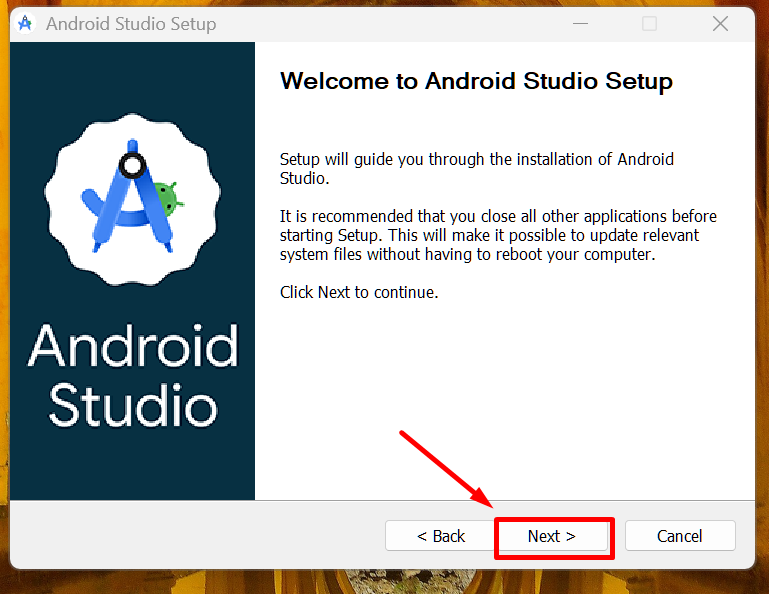 Android Studio Setup
Welcome to Android Studio Setup
Android
Studio
Setup will guide you through the installation of Android
Studio.
It is recommended that you close all other applications before
starting Setup. This will make it possible to update relevant
system files without having to reboot your computer.
Click Next to continue.
< Back
Next >
Cancel